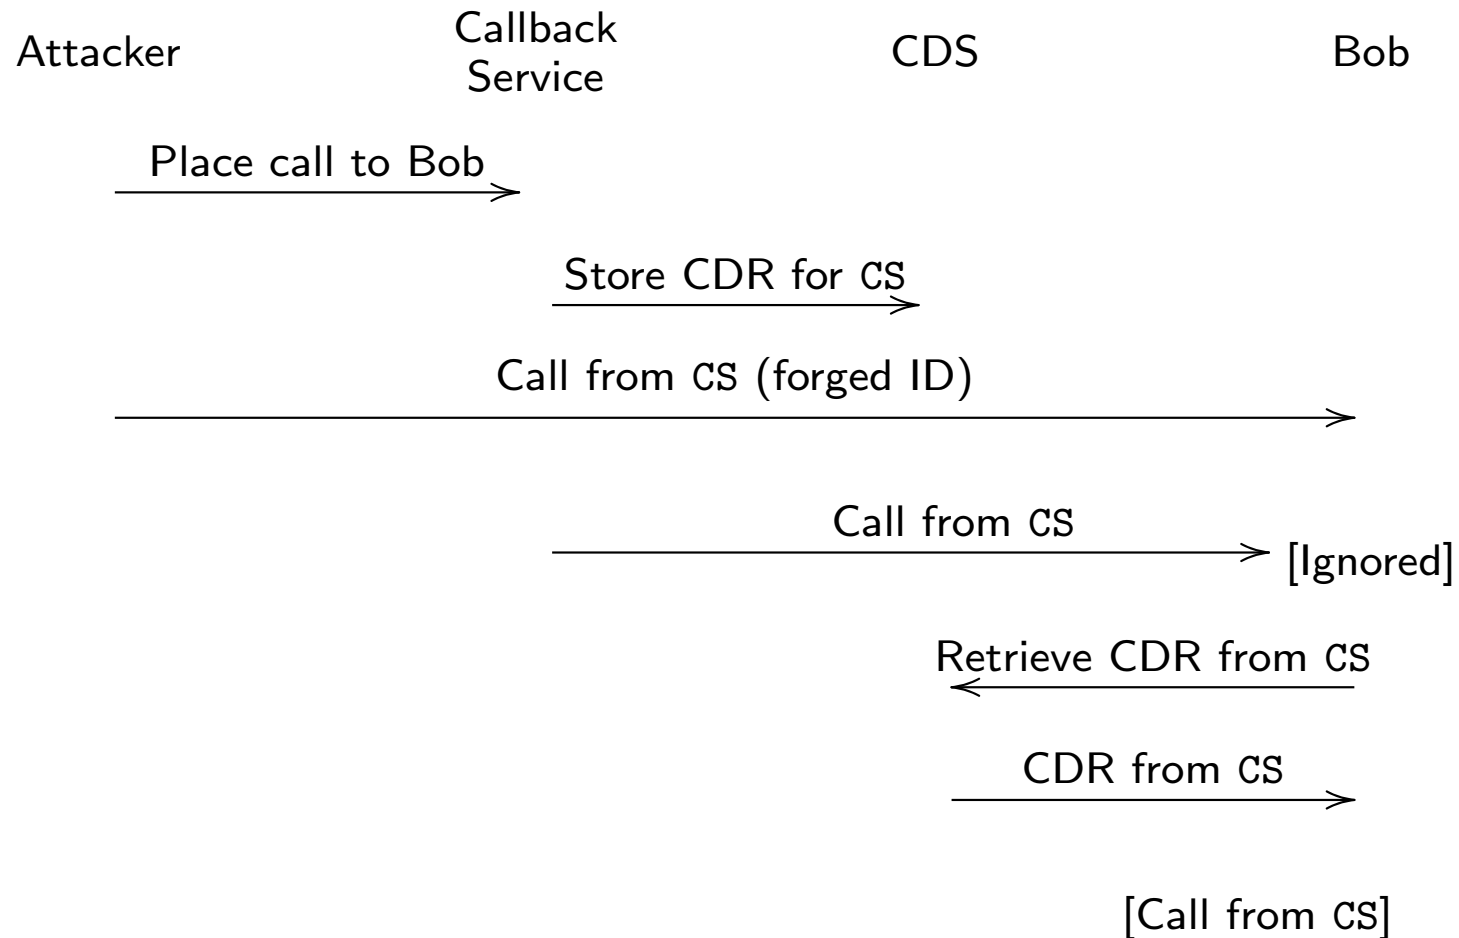 Attacker
Callback
Service
CDS
Bob
Place call to Bob
Store CDR for CS
Call from CS (forged ID)
Call from CS
[Ignored]
Retrieve CDR from CS
CDR from CS
[Call from CS]